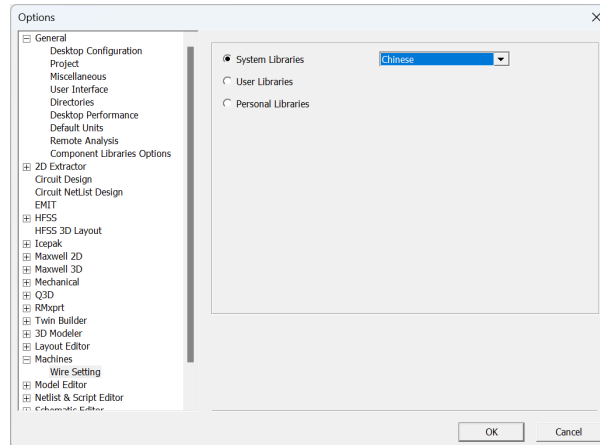 Options
General
Desktop Configuration
Project
Miscellaneous
User Interface
Directories
Desktop Performance
Default Units
Remote Analysis
Component Libraries Options
2D Extractor
Circuit Design
Circuit NetList Design
EMIT
HFSS
HFSS 3D Layout
Icepak
Maxwell 2D
Maxwell 3D
Mechanical
Q3D
RMxprt
Twin Builder
3D Modeler
Layout Editor
Machines
Wire Setting
Model Editor
Netlist & Script Editor
Schematic Editor
System Libraries Chinese
User Libraries
Personal Libraries
OK Cancel